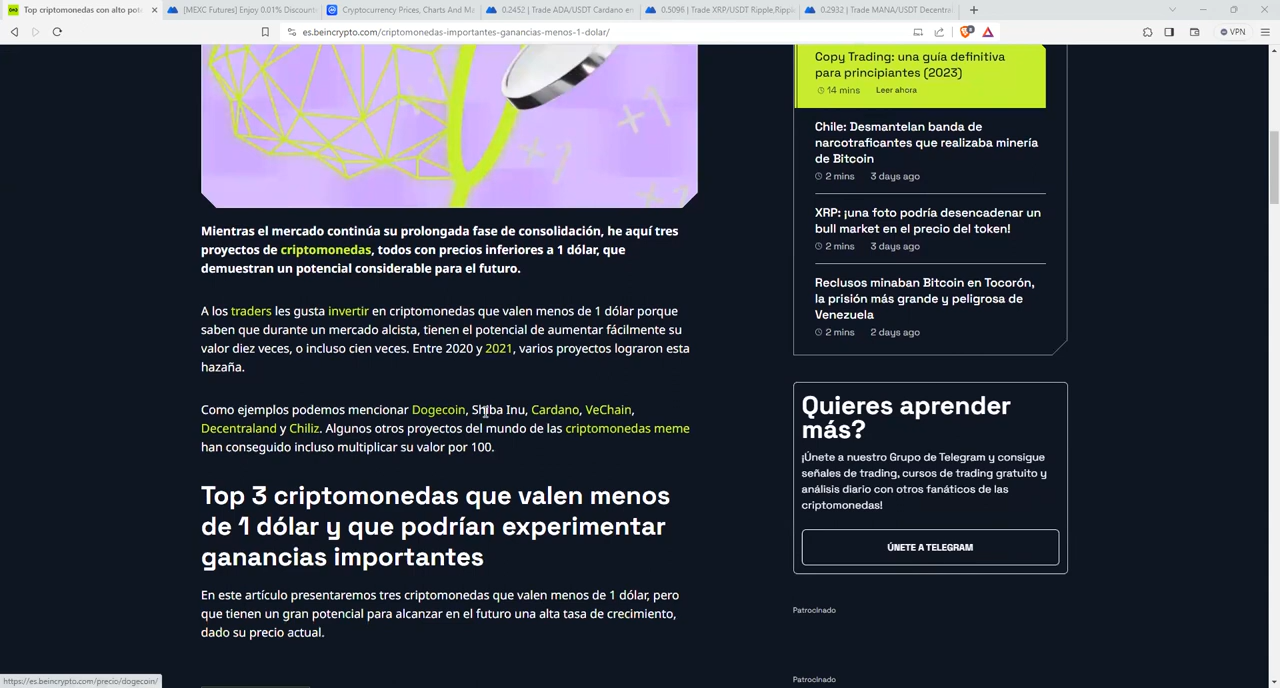 Top criptomonedas con alto pot
[MEXC Futures] Enjoy 0.01% Discount
Cryptocurrency Prices, Charts And Ma
0.2452 | Trade ADA/USDT Cardano en
0.5096 | Trade XRP/USDT Ripple,Ripple
0.2932 | Trade MANA/USDT Decentral
es.beincrypto.com/criptomonedas-importantes-ganancias-menos-1-dolar/
VPN
+1
+1
Mientras el mercado continúa su prolongada fase de consolidación, he aquí tres
proyectos de criptomonedas, todos con precios inferiores a 1 dólar, que
demuestran un potencial considerable para el futuro.
A los traders les gusta invertir en criptomonedas que valen menos de 1 dólar porque
saben que durante un mercado alcista, tienen el potencial de aumentar fácilmente su
valor diez veces, o incluso cien veces. Entre 2020 y 2021, varios proyectos lograron esta
hazaña.
Como ejemplos podemos mencionar Dogecoin, Shiba Inu, Cardano, VeChain,
Decentraland y Chiliz. Algunos otros proyectos del mundo de las criptomonedas meme
han conseguido incluso multiplicar su valor por 100.
Top 3 criptomonedas que valen menos
de 1 dólar y que podrían experimentar
ganancias importantes
En este artículo presentaremos tres criptomonedas que valen menos de 1 dólar, pero
que tienen un gran potencial para alcanzar en el futuro una alta tasa de crecimiento,
dado su precio actual.
Copy Trading: una guía definitiva
para principiantes (2023)
14 mins Leer ahora
Chile: Desmantelan banda de
narcotraficantes que realizaba minería
de Bitcoin
2 mins 3 days ago
XRP: ¡una foto podría desencadenar un
bull market en el precio del token!
2 mins 3 days ago
Reclusos minaban Bitcoin en Tocorón,
la prisión más grande y peligrosa de
Venezuela
2 mins 2 days ago
Quieres aprender
más?
¡Únete a nuestro Grupo de Telegram y consigue
señales de trading, cursos de trading gratuito y
análisis diario con otros fanáticos de las
criptomonedas!
ÚNETE A TELEGRAM
Patrocinado
Patrocinado
https://es.beincrypto.com/precio/dogecoin/